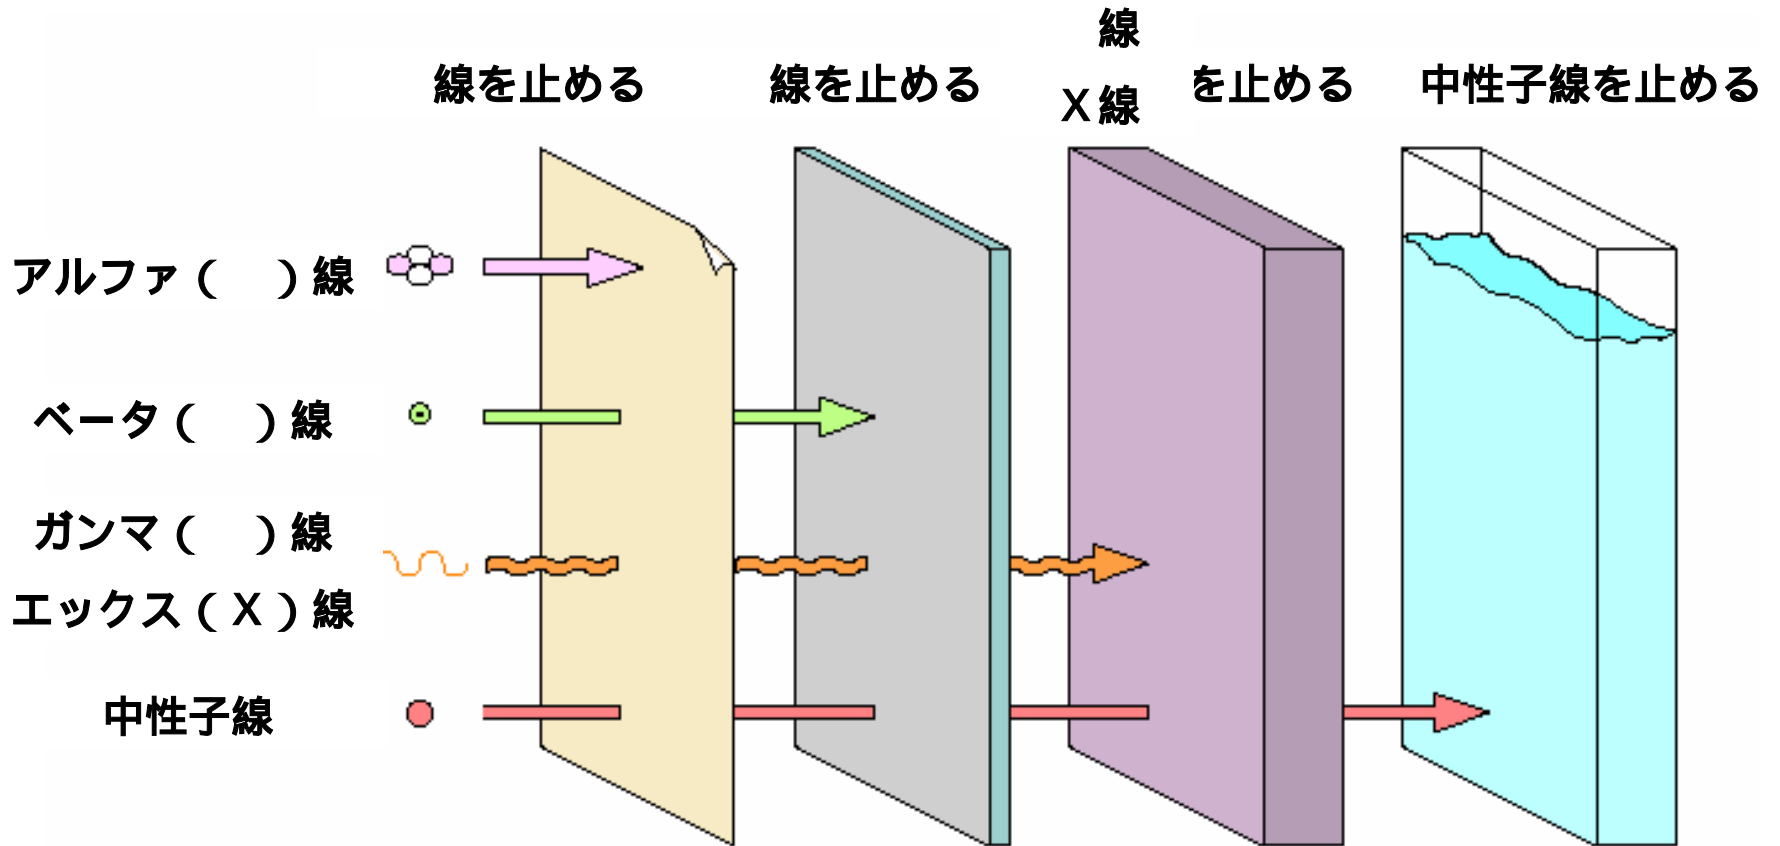 線
線を止める
線を止める
X線
を止める
中性子線を止める
アルファ（　）線
ベータ（　）線
ガンマ（　）線
エックス（X）線
中性子線